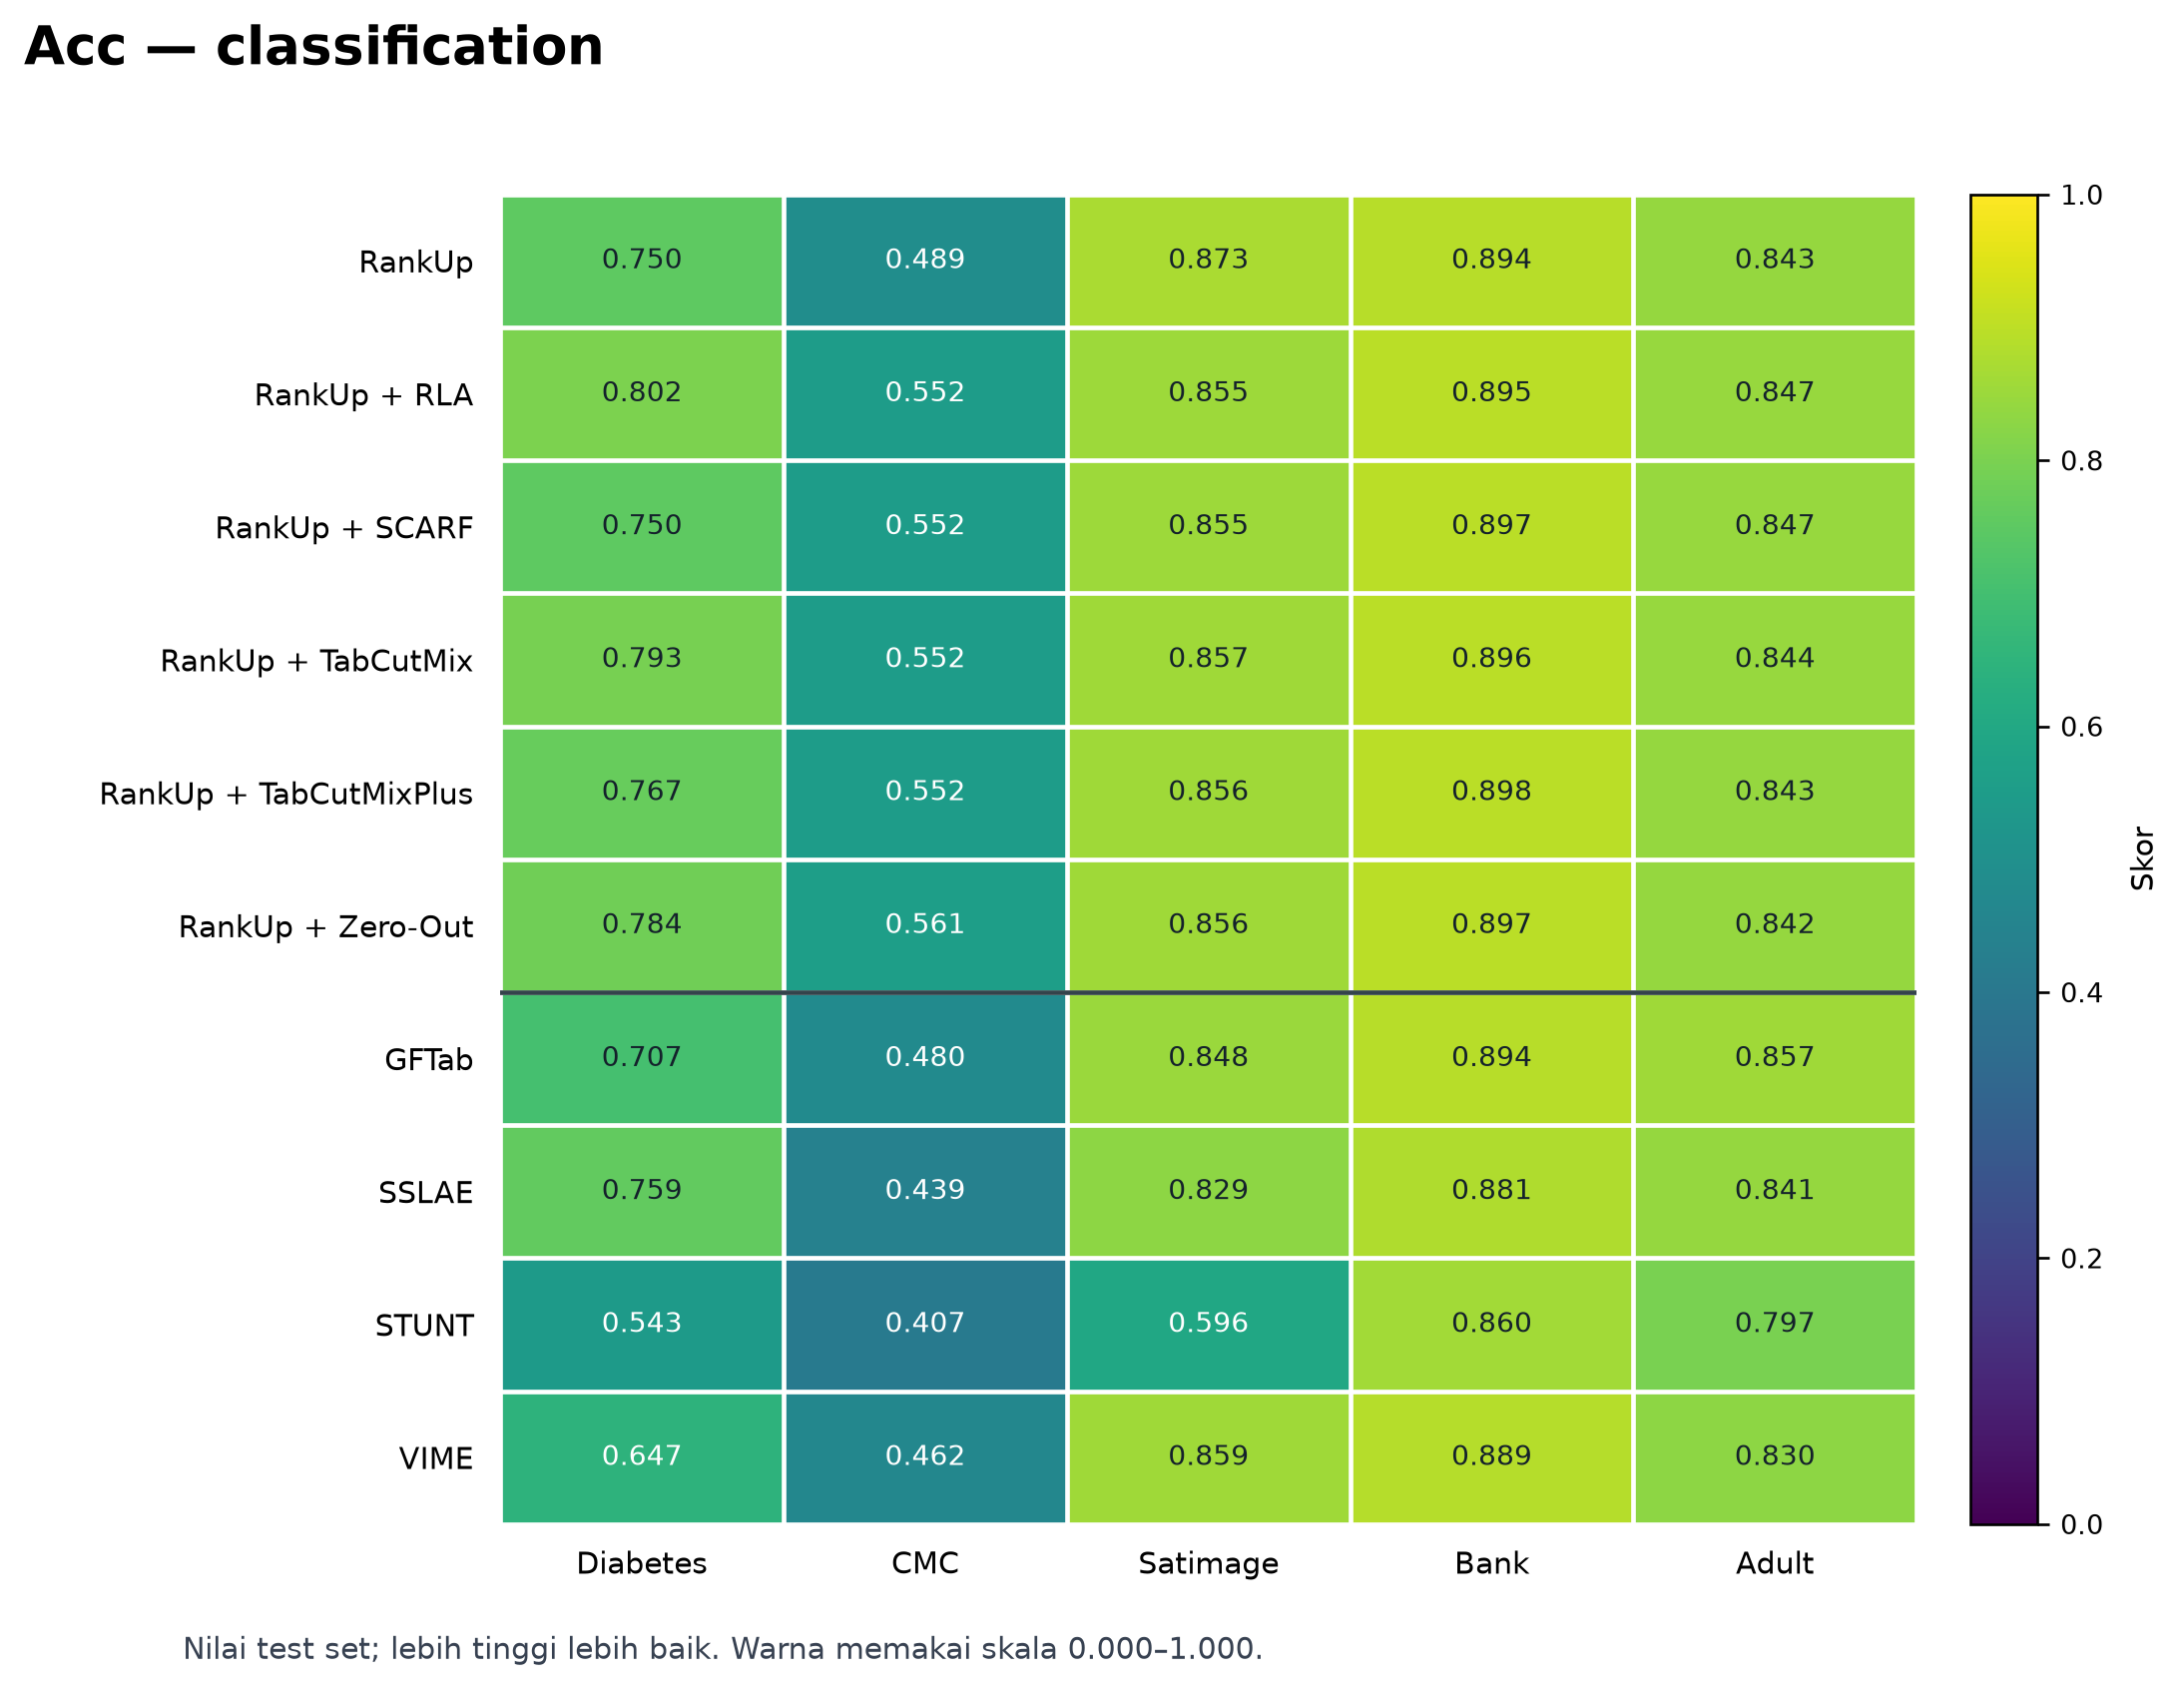 Acc — classification
1.0
RankUp 0.750 0.489 0.873 0.894 0.843
RankUp + RLA 0.802 0.552 0.855 0.895 0.847
0.8
RankUp + SCARF 0.750 0.552 0.855 0.897 0.847
RankUp + TabCutMix 0.793 0.552 0.857 0.896 0.844
0.6
RankUp + TabCutMixPlus 0.767 0.552 0.856 0.898 0.843
Skor
RankUp + Zero-Out 0.784 0.561 0.856 0.897 0.842
0.4
GFTab 0.707 0.480 0.848 0.894 0.857
SSLAE 0.759 0.439 0.829 0.881 0.841
0.2
STUNT 0.543 0.407 0.596 0.860 0.797
VIME 0.647 0.462 0.859 0.889 0.830
0.0
Diabetes CMC Satimage Bank Adult
Nilai test set; lebih tinggi lebih baik. Warna memakai skala 0.000–1.000.